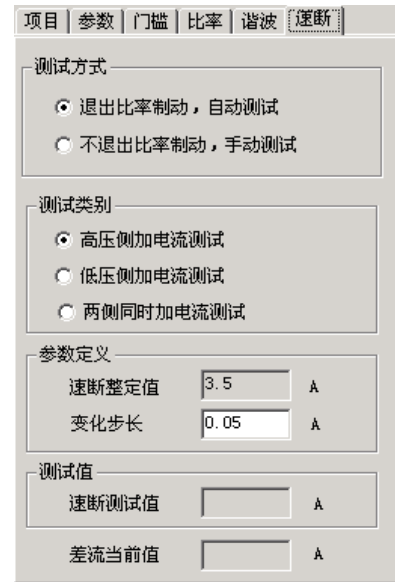 项目 参数 门槛 比率 谐波 速断
测试方式
退出比率制动，自动测试
不退出比率制动，手动测试
测试类别
高压侧加电流测试
低压侧加电流测试
两侧同时加电流测试
参数定义
速断整定值 3.5 A
变化步长 0.05 A
测试值
速断测试值 A
差流当前值 A